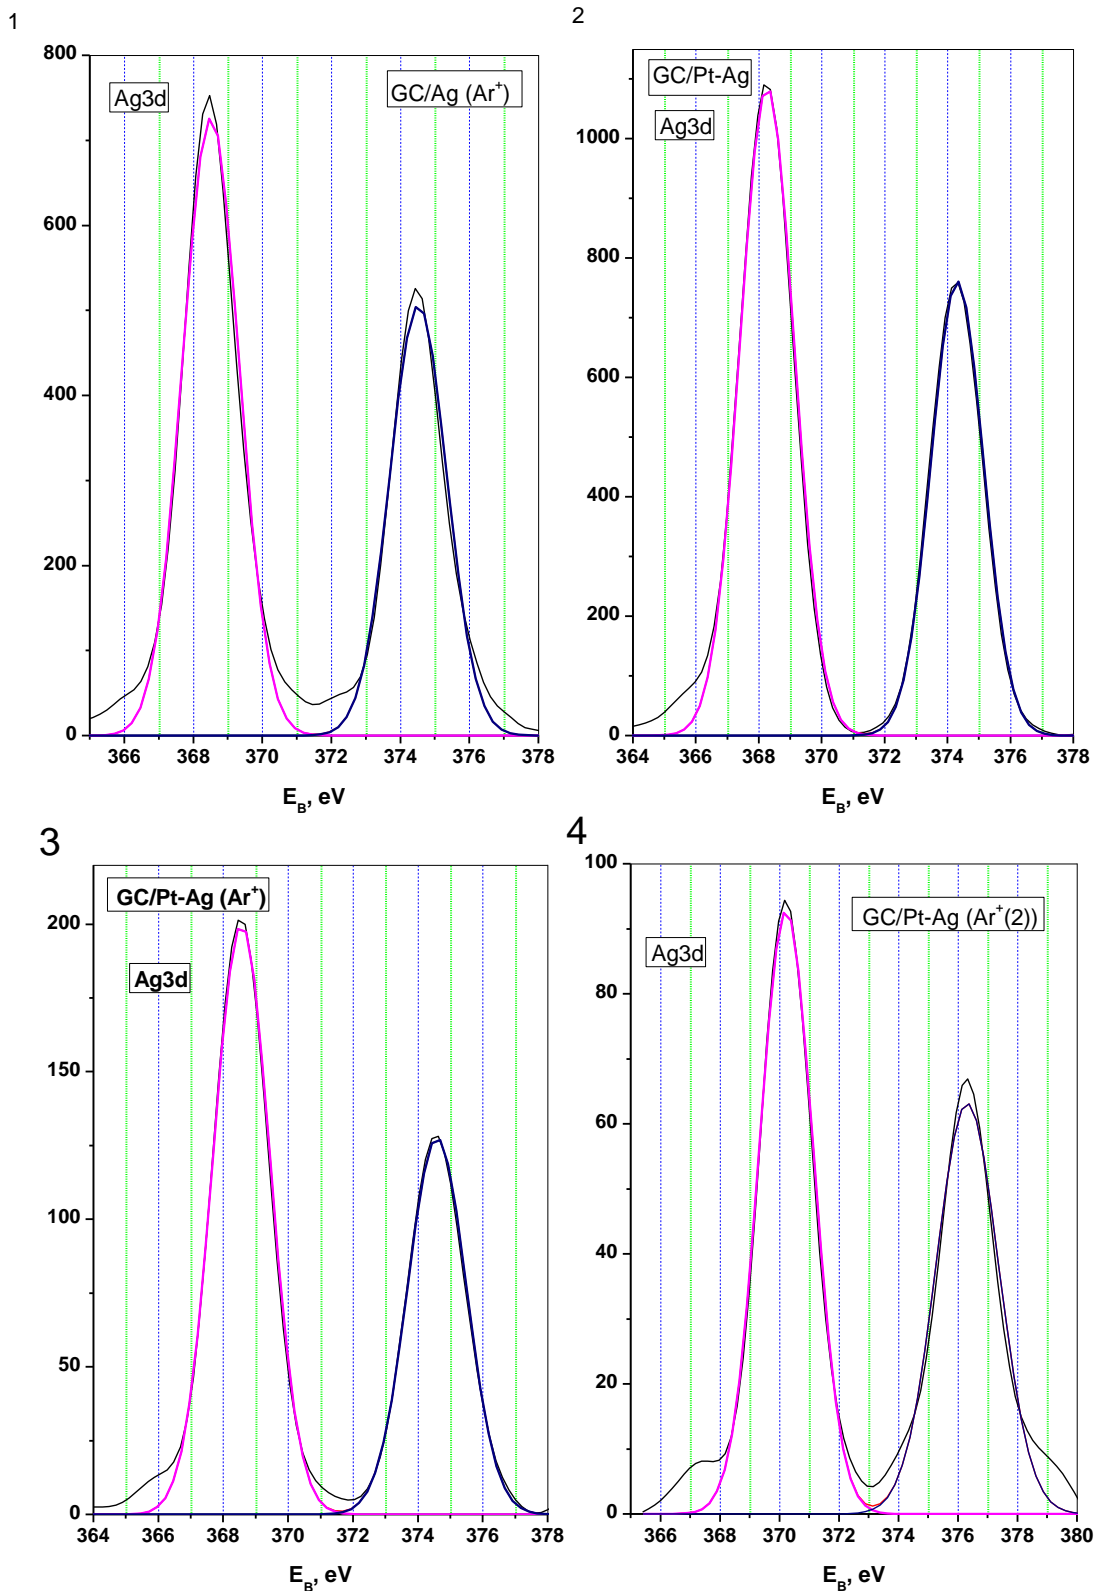 1
800
600
400
200
0
Ag3d
GC/Ag (Ar⁺)
366 368 370 372 374 376 378
E_B, eV
2
1000
800
600
400
200
0
GC/Pt-Ag
Ag3d
364 366 368 370 372 374 376 378
E_B, eV
3
200
150
100
50
0
GC/Pt-Ag (Ar⁺)
Ag3d
364 366 368 370 372 374 376 378
E_B, eV
4
100
80
60
40
20
0
GC/Pt-Ag (Ar⁺(2))
Ag3d
366 368 370 372 374 376 378 380
E_B, eV